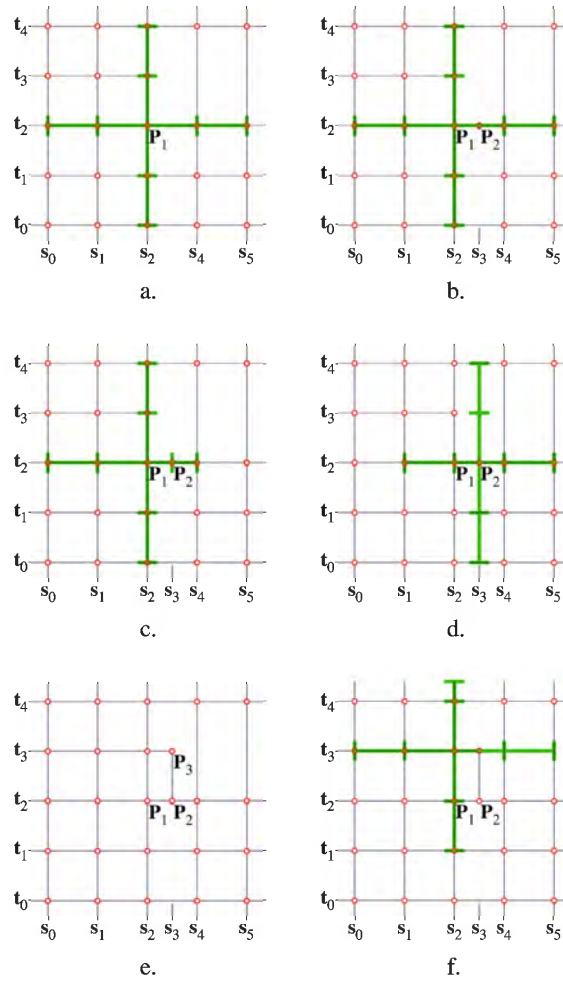 t4 t4
t3 t3
t2 P1 t2 P1 P2
t1 t1
t0 t0
s0 s1 s2 s4 s5 s0 s1 s2 s3 s4 s5
a. b.
t4 t4
t3 t3
t2 P1 P2 t2 P1 P2
t1 t1
t0 t0
s0 s1 s2 s3 s4 s5 s0 s1 s2 s3 s4 s5
c. d.
t4 t4
t3 P3 t3
t2 P1 P2 t2 P1 P2
t1 t1
t0 t0
s0 s1 s2 s3 s4 s5 s0 s1 s2 s3 s4 s5
e. f.